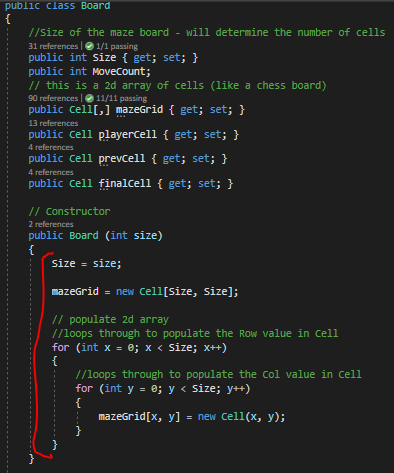 public class Board
{
//Size of the maze board - will determine the number of cells
31 references | 1/1 passing
public int Size { get; set; }
public int MoveCount;
// this is a 2d array of cells (like a chess board)
90 references | 11/11 passing
public Cell[,] mazeGrid { get; set; }
13 references
public Cell playerCell { get; set; }
4 references
public Cell prevCell { get; set; }
4 references
public Cell finalCell { get; set; }
// Constructor
2 references
public Board (int size)
{
Size = size;
mazeGrid = new Cell[Size, Size];
// populate 2d array
//loops through to populate the Row value in Cell
for (int x = 0; x < Size; x++)
{
//loops through to populate the Col value in Cell
for (int y = 0; y < Size; y++)
{
mazeGrid[x, y] = new Cell(x, y);
}
}
}